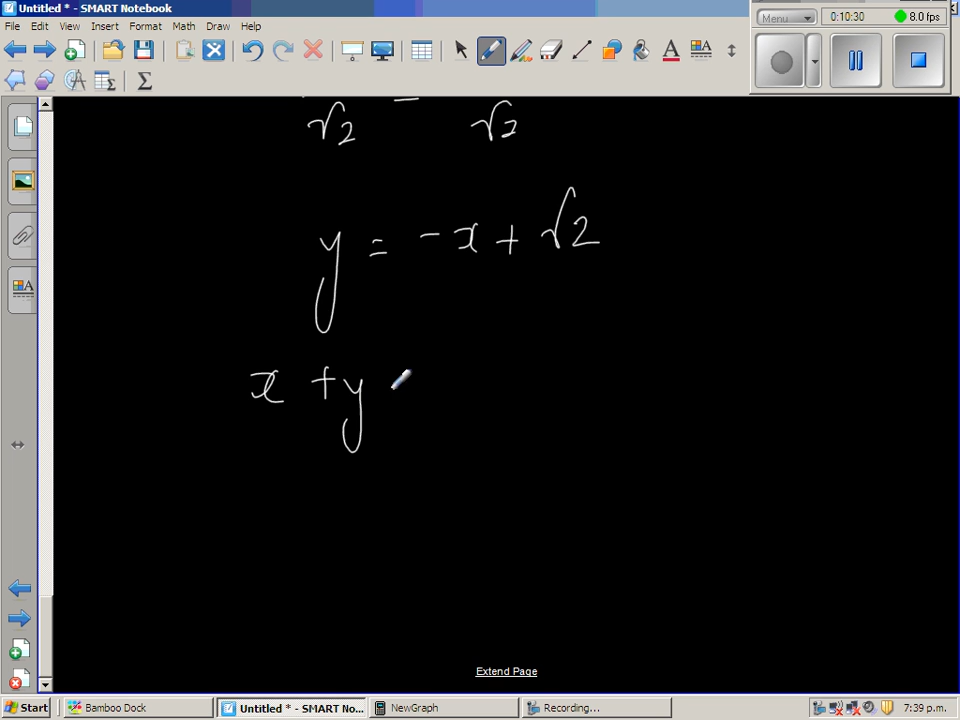 Untitled * - SMART Notebook
File Edit View Insert Format Math Draw Help
Menu 0:10:30 8.0 fps
√2 = √2
y = -x + √2
x + y
Extend Page
Start Bamboo Dock Untitled * - SMART No... NewGraph Recording... 7:39 p.m.